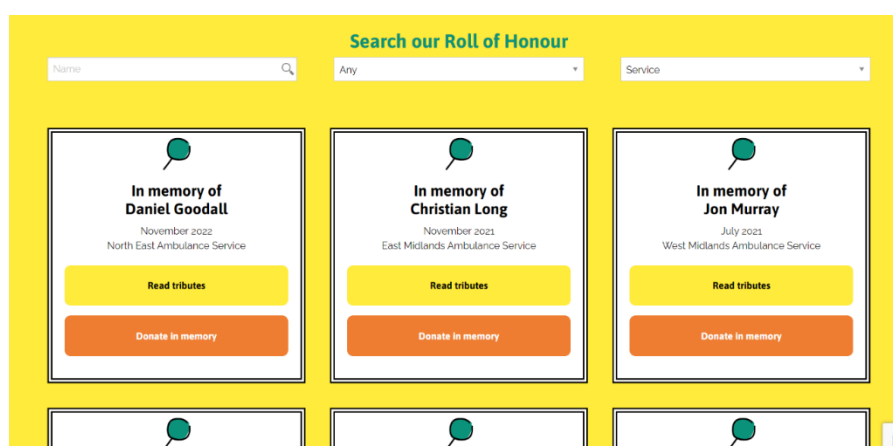 Search our Roll of Honour
Name
Any
Service
In memory of
Daniel Goodall
November 2022
North East Ambulance Service
Read tributes
Donate in memory
In memory of
Christian Long
November 2021
East Midlands Ambulance Service
Read tributes
Donate in memory
In memory of
Jon Murray
July 2021
West Midlands Ambulance Service
Read tributes
Donate in memory